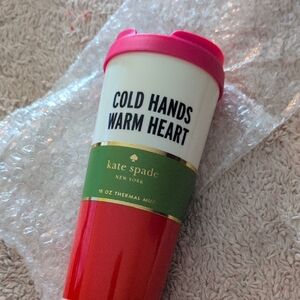 COLD HANDS
WARM HEART
kate spade
NEW YORK
16 OZ THERMAL MUG